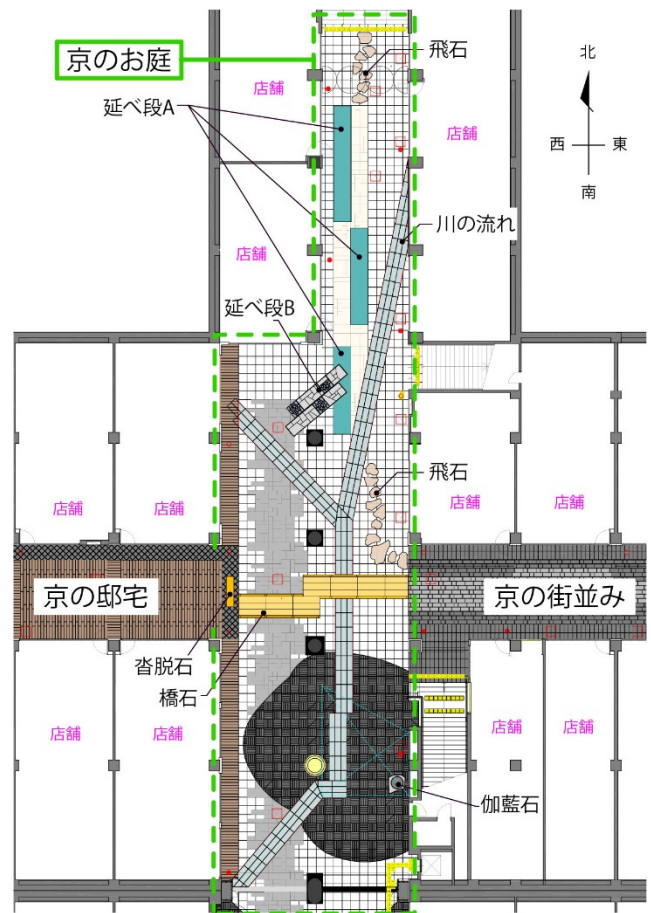 京のお庭
飛石
店舗
店舗
延べ段A
北
西
東
南
川の流れ
店舗
延べ段B
飛石
店舗
店舗
店舗
店舗
京の邸宅
京の街並み
沓脱石
橋石
店舗
店舗
店舗
店舗
伽藍石